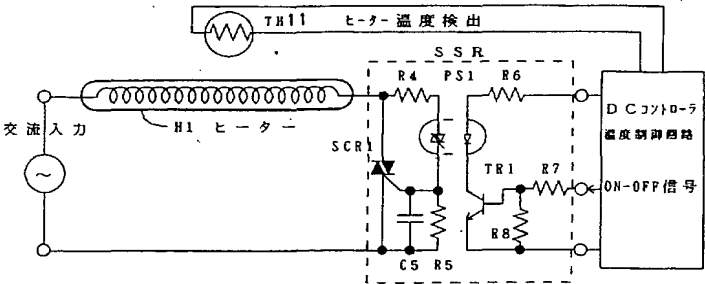 TH11 ヒーター温度検出
SSR
R4 PS1 R6
交流入力
H1 ヒーター
SCR1
DCコントローラ
温度制御回路
TR1 R7
ON-OFF信号
R8
C5 R5
~